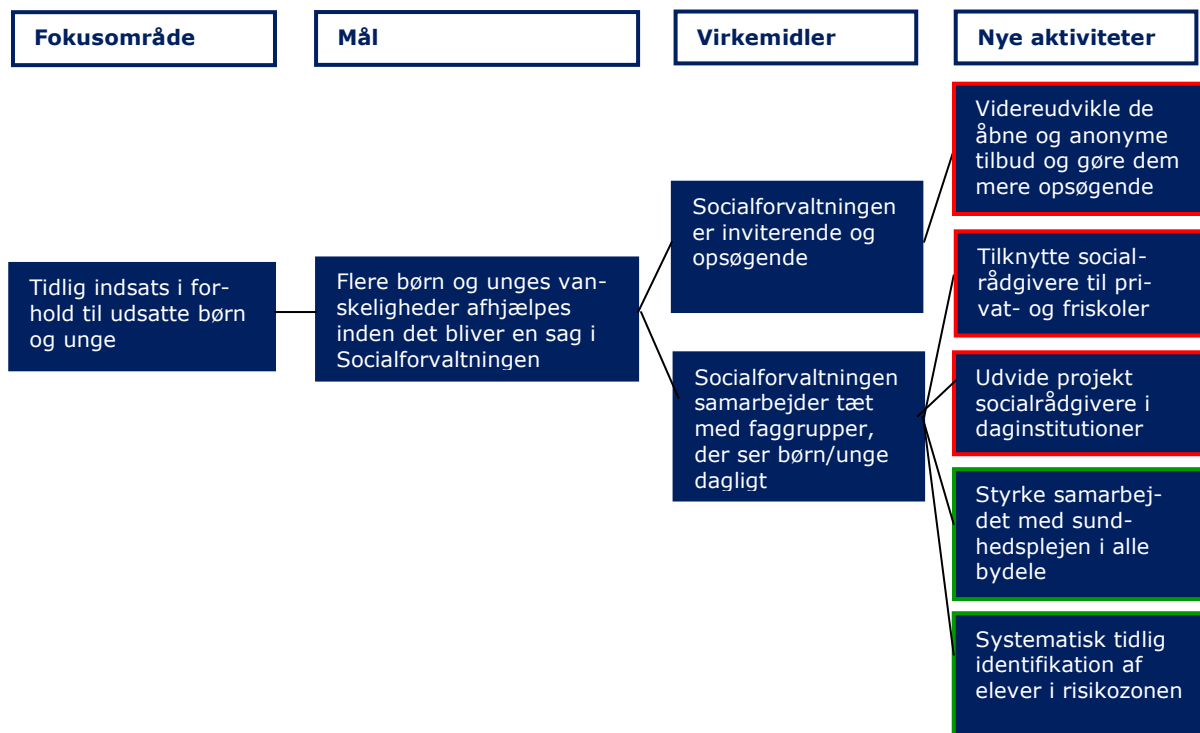 Fokusområde
Mål
Virkemidler
Nye aktiviteter
Tidlig indsats i for-
hold til udsatte børn
og unge
Flere børn og unges van-
skeligheder afhjælpes
inden det bliver en sag i
Socialforvaltningen
Socialforvaltningen
er inviterende og
opsøgende
Socialforvaltningen
samarbejder tæt
med faggrupper,
der ser børn/unge
dagligt
Videreudvikle de
åbne og anonyme
tilbud og gøre dem
mere opsøgende
Tilknytte social-
rådgivere til pri-
vat- og friskoler
Udvide projekt
socialrådgivere i
daginstitutioner
Styrke samarbej-
det med sund-
hedsplejen i alle
bydele
Systematisk tidlig
identifikation af
elever i risikozonen